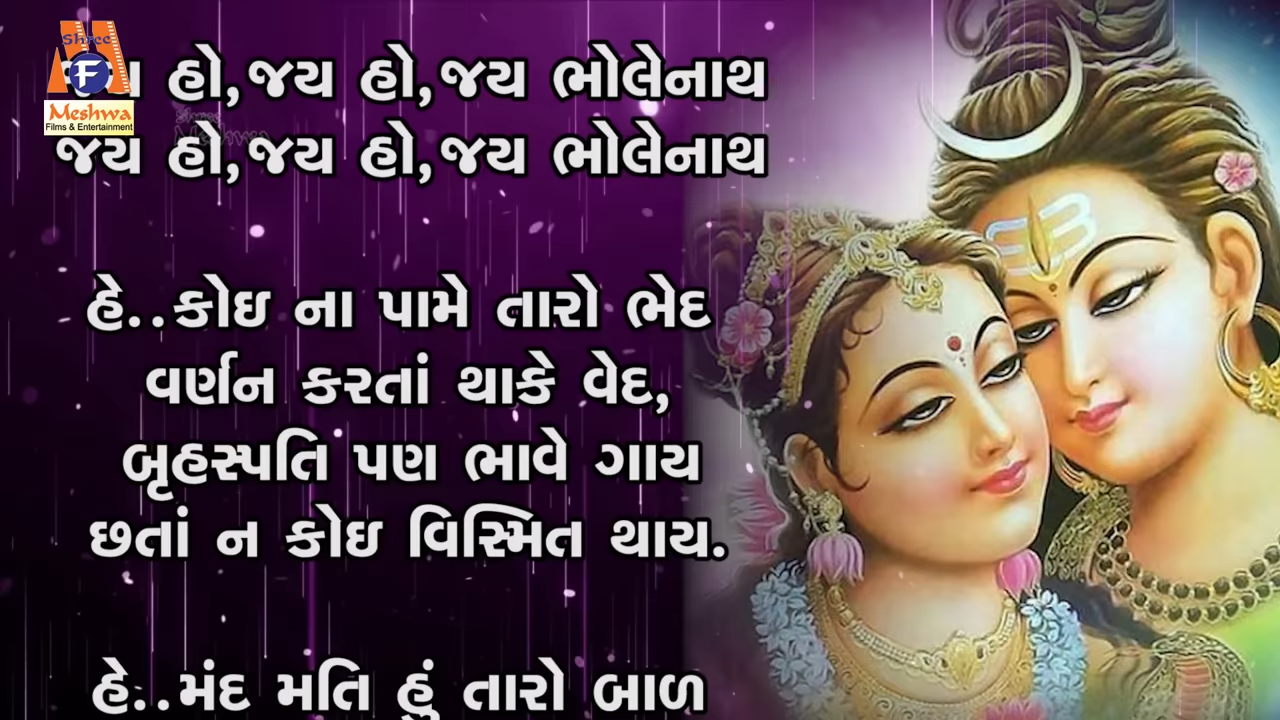 Shree
F
Meshwa
Films & Entertainment
હો,જય હો,જય ભોલેનાથ
જય હો,જય હો,જય ભોલેનાથ
હે..કોઇ ના પામે તારો ભેદ
વર્ણન કરતાં થાકે વેદ,
બૃહસ્પતિ પણ ભાવે ગાય
છતાં ન કોઇ વિસ્મિત થાય.
હે..મંદ મતિ હું તારો બાળ